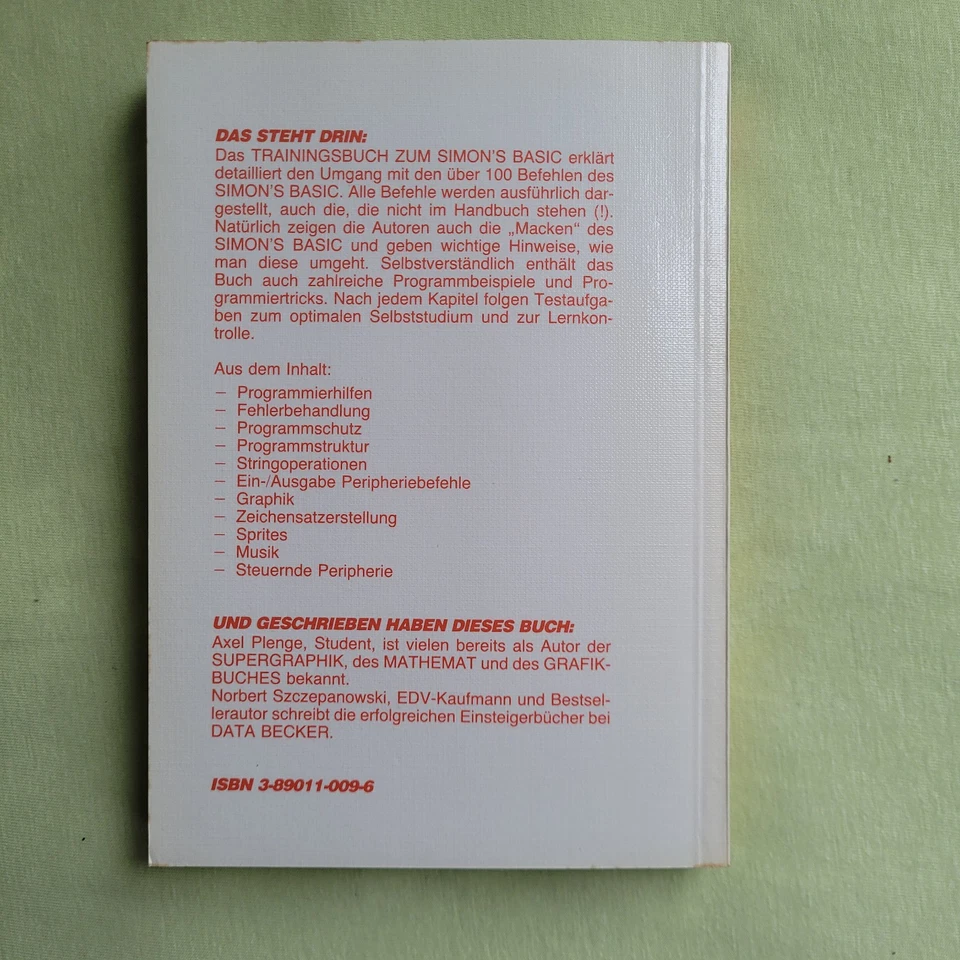 DAS STEHT DRIN:
Das TRAININGSBUCH ZUM SIMON'S BASIC erklärt
detailliert den Umgang mit den über 100 Befehlen des
SIMON'S BASIC. Alle Befehle werden ausführlich dar-
gestellt, auch die, die nicht im Handbuch stehen (!).
Natürlich zeigen die Autoren auch die „Macken“ des
SIMON'S BASIC und geben wichtige Hinweise, wie
man diese umgeht. Selbstverständlich enthält das
Buch auch zahlreiche Programmbeispiele und Pro-
grammiertricks. Nach jedem Kapitel folgen Testaufga-
ben zum optimalen Selbststudium und zur Lernkon-
trolle.
Aus dem Inhalt:
– Programmierhilfen
– Fehlerbehandlung
– Programmschutz
– Programmstruktur
– Stringoperationen
– Ein-/Ausgabe Peripheriebefehle
– Graphik
– Zeichensatzerstellung
– Sprites
– Musik
– Steuernde Peripherie
UND GESCHRIEBEN HABEN DIESES BUCH:
Axel Plenge, Student, ist vielen bereits als Autor der
SUPERGRAPHIK, des MATHEMAT und des GRAFIK-
BUCHES bekannt.
Norbert Szczepanowski, EDV-Kaufmann und Bestsel-
lerautor schreibt die erfolgreichen Einsteigerbücher bei
DATA BECKER.
ISBN 3-89011-009-6